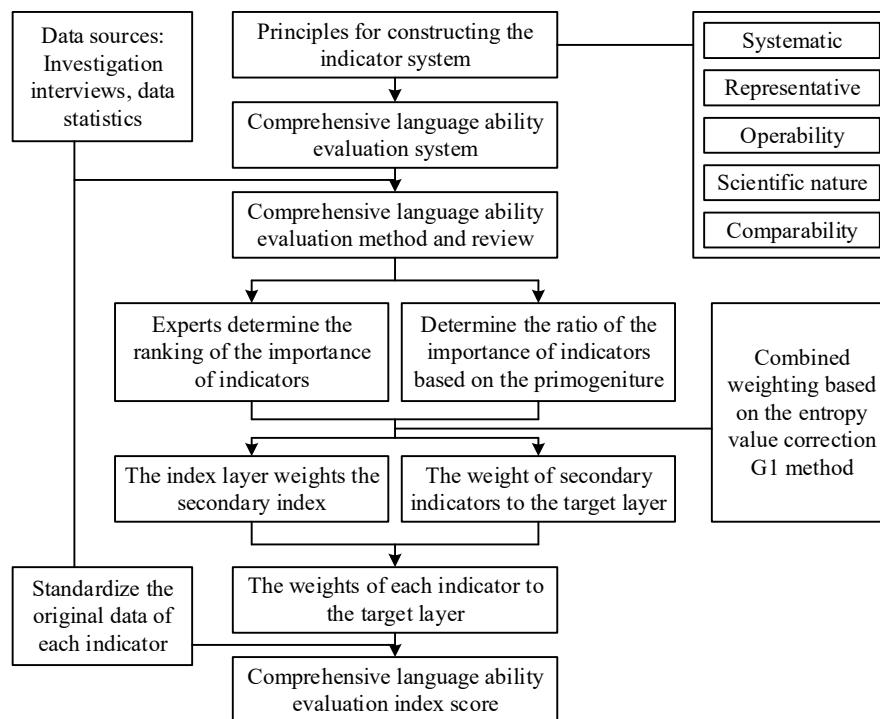 Data sources:
Investigation
interviews, data
statistics
Principles for constructing the
indicator system
Systematic
Representative
Operability
Scientific nature
Comparability
Comprehensive language ability
evaluation system
Comprehensive language ability
evaluation method and review
Experts determine the
ranking of the importance
of indicators
Determine the ratio of the
importance of indicators
based on the primogeniture
Combined
weighting based
on the entropy
value correction
G1 method
The index layer weights the
secondary index
The weight of secondary
indicators to the target layer
Standardize the
original data of
each indicator
The weights of each indicator to
the target layer
Comprehensive language ability
evaluation index score